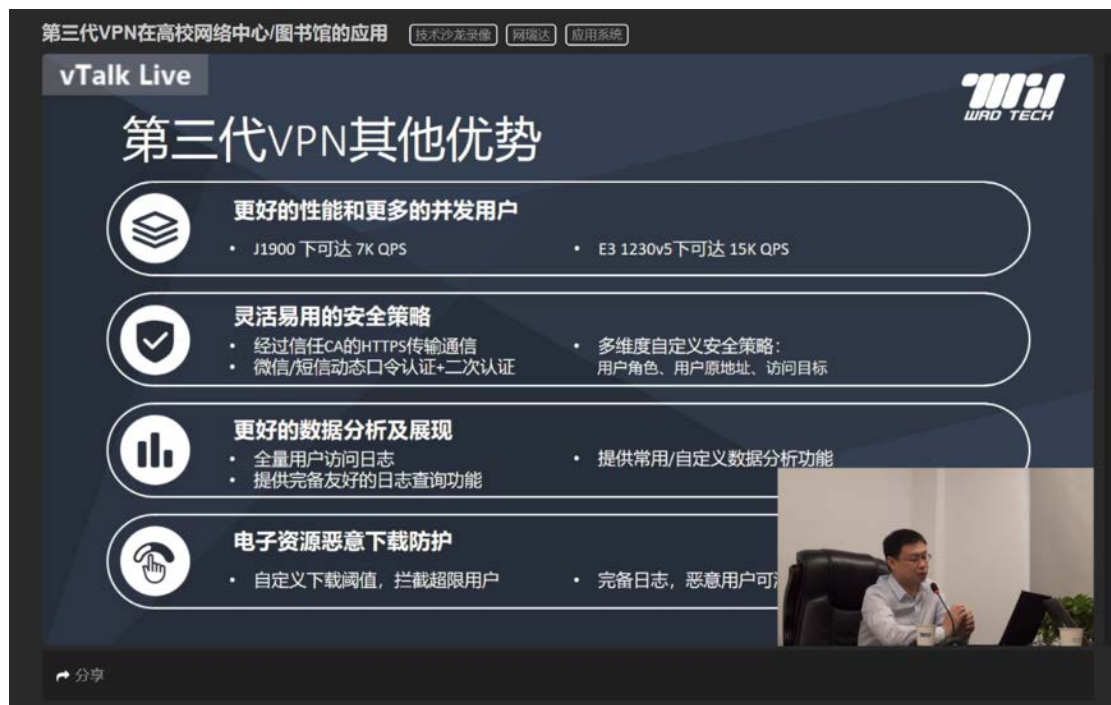 第三代VPN在高校网络中心/图书馆的应用 技术沙龙录像 网瑞达 应用系统
vTalk Live
WRD TECH
第三代VPN其他优势
更好的性能和更多的并发用户
• J1900 下可达 7K QPS
• E3 1230v5下可达 15K QPS
灵活易用的安全策略
• 经过信任CA的HTTPS传输通信
• 微信/短信动态口令认证+二次认证
• 多维度自定义安全策略：
用户角色、用户原地址、访问目标
更好的数据分析及展现
• 全量用户访问日志
• 提供完备友好的日志查询功能
• 提供常用/自定义数据分析功能
电子资源恶意下载防护
• 自定义下载阈值，拦截超限用户
• 完备日志，恶意用户可
分享